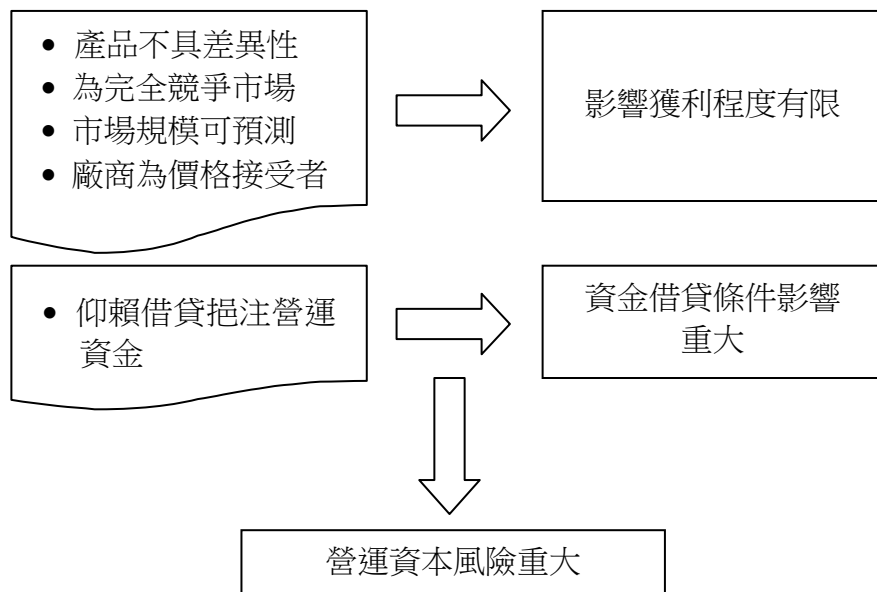 • 產品不具差異性
• 為完全競爭市場
• 市場規模可預測
• 廠商為價格接受者
影響獲利程度有限
• 仰賴借貸挹注營運
資金
資金借貸條件影響
重大
營運資本風險重大